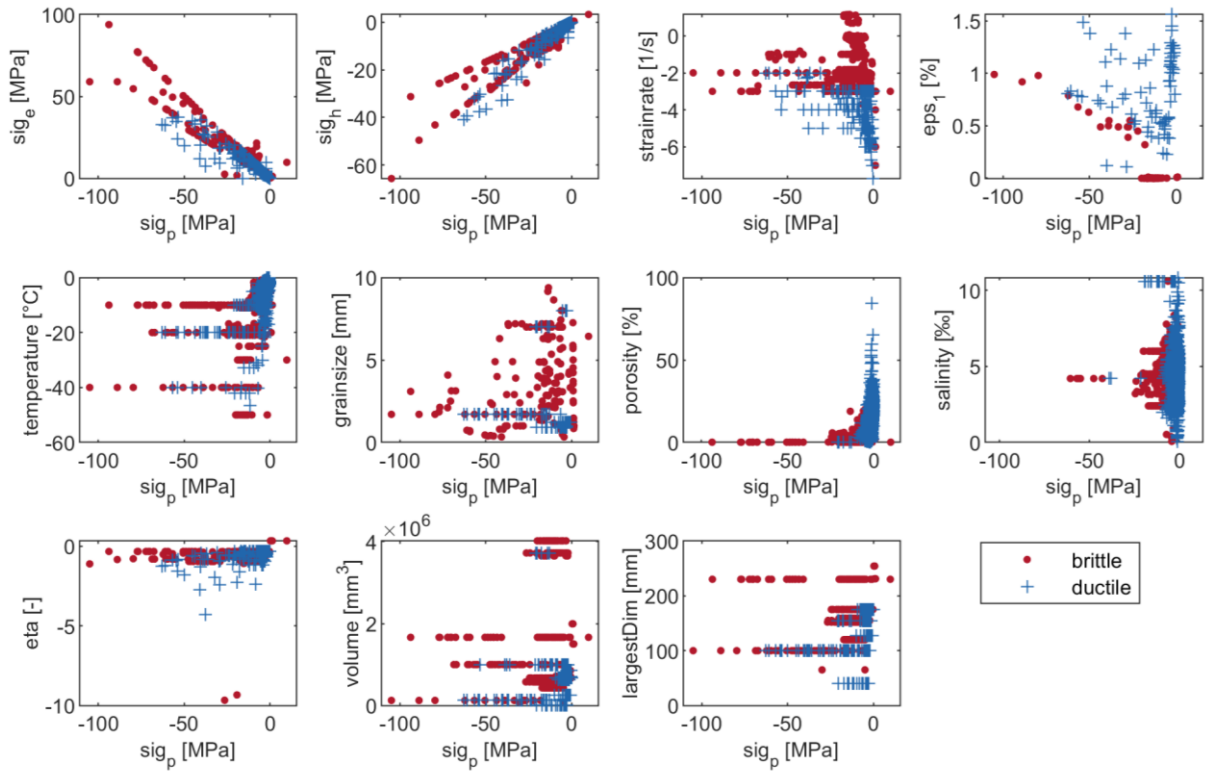 sig_e [MPa]
100
50
0
-100 -50 0
sig_p [MPa]
sig_h [MPa]
0
-20
-40
-60
-100 -50 0
sig_p [MPa]
strainrate [1/s]
0
-2
-4
-6
-100 -50 0
sig_p [MPa]
eps_1 [%]
1.5
1
0.5
0
-100 -50 0
sig_p [MPa]
temperature [°C]
0
-20
-40
-60
-100 -50 0
sig_p [MPa]
grainsize [mm]
10
5
0
-100 -50 0
sig_p [MPa]
porosity [%]
100
50
0
-100 -50 0
sig_p [MPa]
salinity [‰]
10
5
0
-100 -50 0
sig_p [MPa]
eta [-]
0
-5
-10
-100 -50 0
sig_p [MPa]
volume [mm³]
×10⁶
4
2
0
-100 -50 0
sig_p [MPa]
largestDim [mm]
300
200
100
0
-100 -50 0
sig_p [MPa]
brittle
ductile